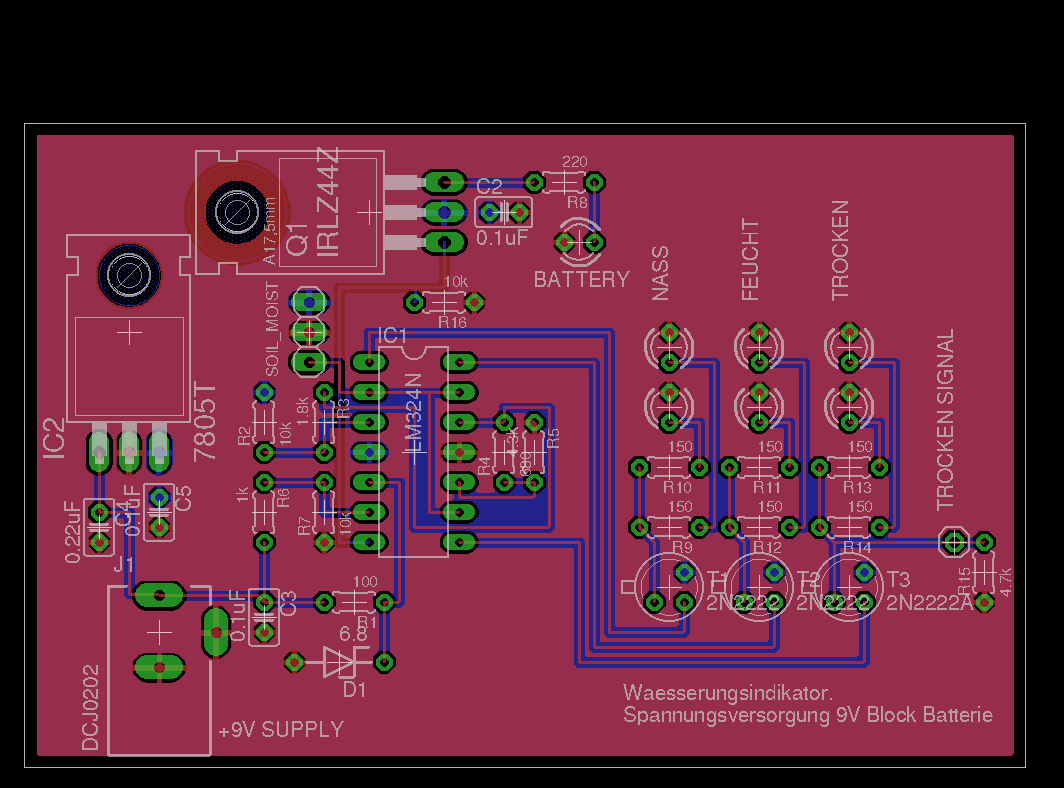 220
C2
R8
IRLZ44Z
Q1
A17,5mm
0.1uF
BATTERY
NASS
FEUCHT
TROCKEN
10k
R16
SOIL_MOIST
IC1
LM324N
TROCKEN SIGNAL
IC2
7805T
R2
10k
1.8k
R3
R4
4.3k
680
R5
150
150
150
R10
R11
R13
1k
R6
R7
10k
0.22uF
C4
0.1uF
C5
150
150
150
R9
R12
R14
J1
T1
2N2222
T2
2N2222
T3
2N2222A
R15
4.7k
0.1uF
C3
100
R1
6.8
D1
DCJ0202
+9V SUPPLY
Waesserungsindikator.
Spannungsversorgung 9V Block Batterie